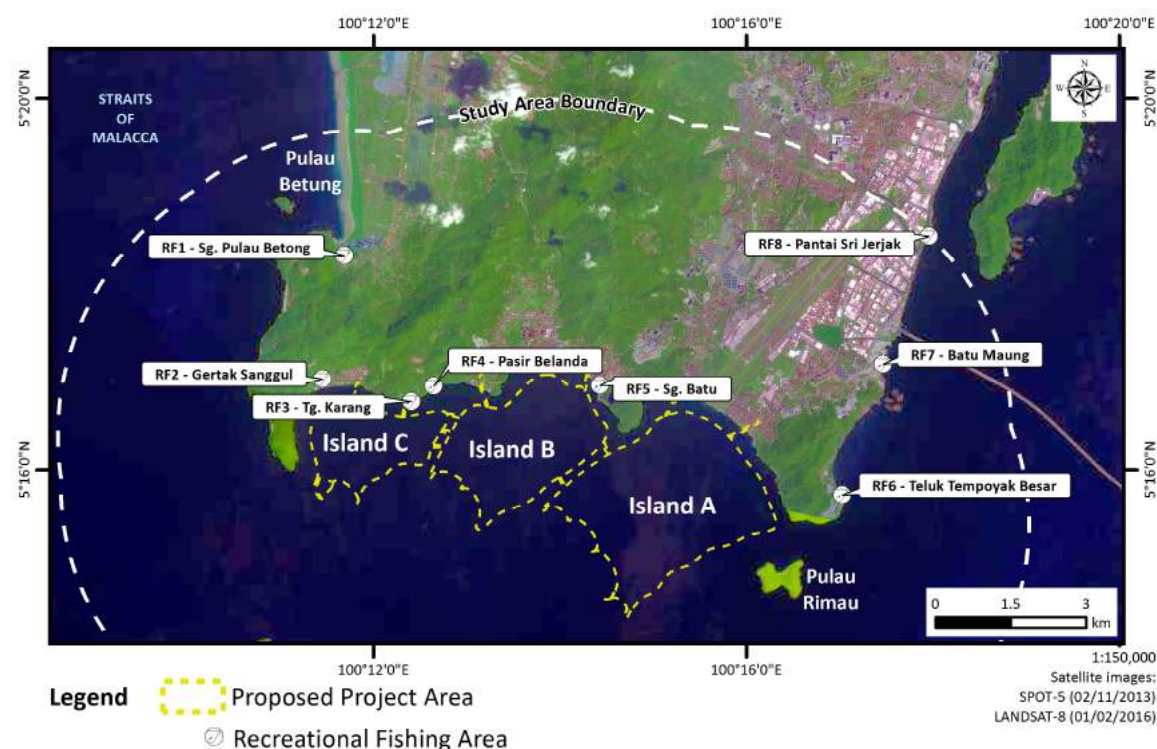 100°12'0"E
100°16'0"E
100°20'0"E
5°20'0"N
STRAITS
OF
MALACCA
Study Area Boundary
N
W
E
S
5°20'0"N
Pulau
Betung
RF1 - Sg. Pulau Betong
RF8 - Pantai Sri Jerjak
RF4 - Pasir Belanda
RF7 - Batu Maung
RF2 - Gertak Sanggul
RF5 - Sg. Batu
RF3 - Tg. Karang
Island C
Island B
5°16'0"N
5°16'0"N
RF6 - Teluk Tempoyak Besar
Island A
Pulau
Rimau
0
1.5
3
km
100°12'0"E
100°16'0"E
1:150,000
Satellite images:
SPOT-5 (02/11/2013)
LANDSAT-8 (01/02/2016)
Legend
Proposed Project Area
Recreational Fishing Area